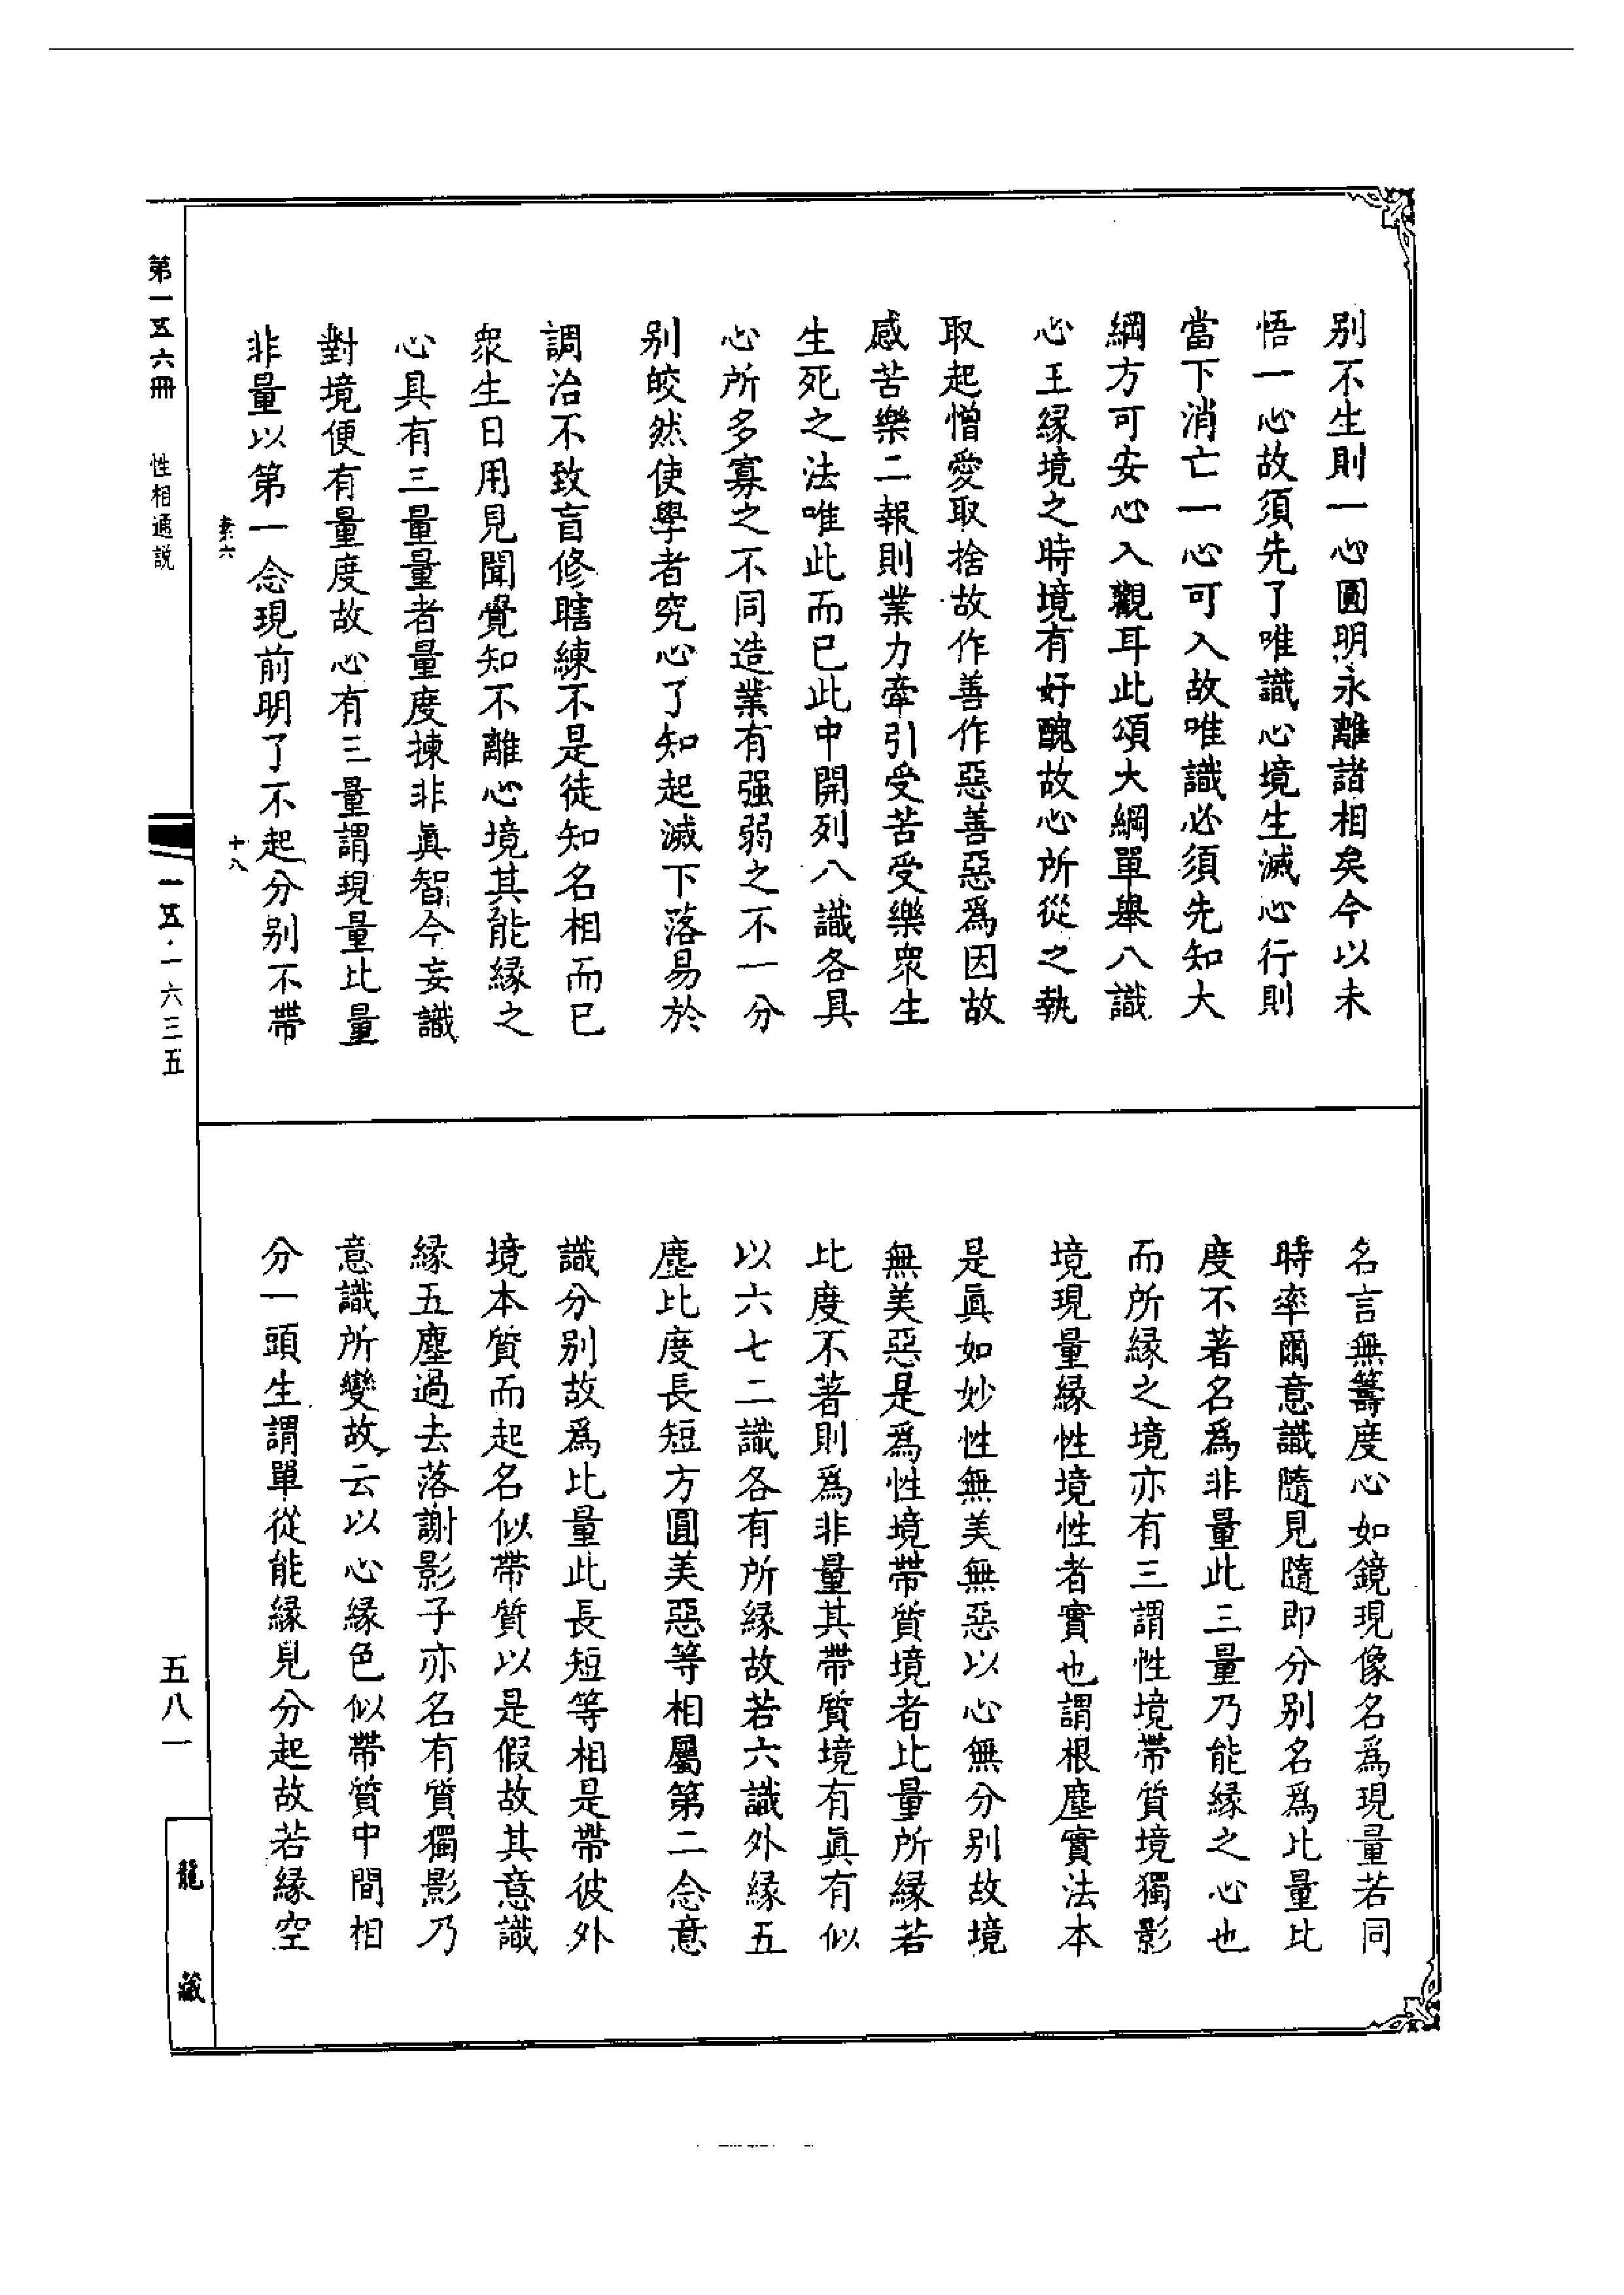 别不生則一心圓明永離諸相矣今以未
悟一心故須先了唯識心境生滅心行則
當下消亡一心可入故唯識必須先知大
綱方可安心入觀耳此頌大綱單舉八識
心王緣境之時境有好醜故心所從之執
取起憎愛取捨故作善作惡善惡爲因故
感苦樂二報則業力牽引受苦受樂衆生
生死之法唯此而已此中開列八識各具
心所多寡之不同造業有强弱之不一分
别皎然使學者究心了知起滅下落易於
調治不致盲修瞎練不是徒知名相而已
衆生日用見聞覺知不離心境其能緣之
心具有三量量者量度揀非眞智今妄識
對境便有量度故心有三量謂現量比量
非量以第一念現前明了不起分别不帶
名言無籌度心如鏡現像名爲現量若同
時率爾意識隨見隨即分别名爲比量比
度不著名爲非量此三量乃能緣之心也
而所緣之境亦有三謂性境帶質境獨影
境現量緣性境性者實也謂根塵實法本
是眞如妙性無美無惡以心無分别故境
無美惡是爲性境帶質境者比量所緣若
比度不著則爲非量其帶質境有眞有似
以六七二識各有所緣故若六識外緣五
塵比度長短方圓美惡等相屬第二念意
識分别故爲比量此長短等相是帶彼外
境本質而起名似帶質以是假故其意識
緣五塵過去落謝影子亦名有質獨影乃
意識所變故云以心緣色似帶質中間相
分一頭生謂單從能緣見分起故若緣空
第一五六冊 性相通説
素六
十八
一五·一六三五
五八一
龍藏